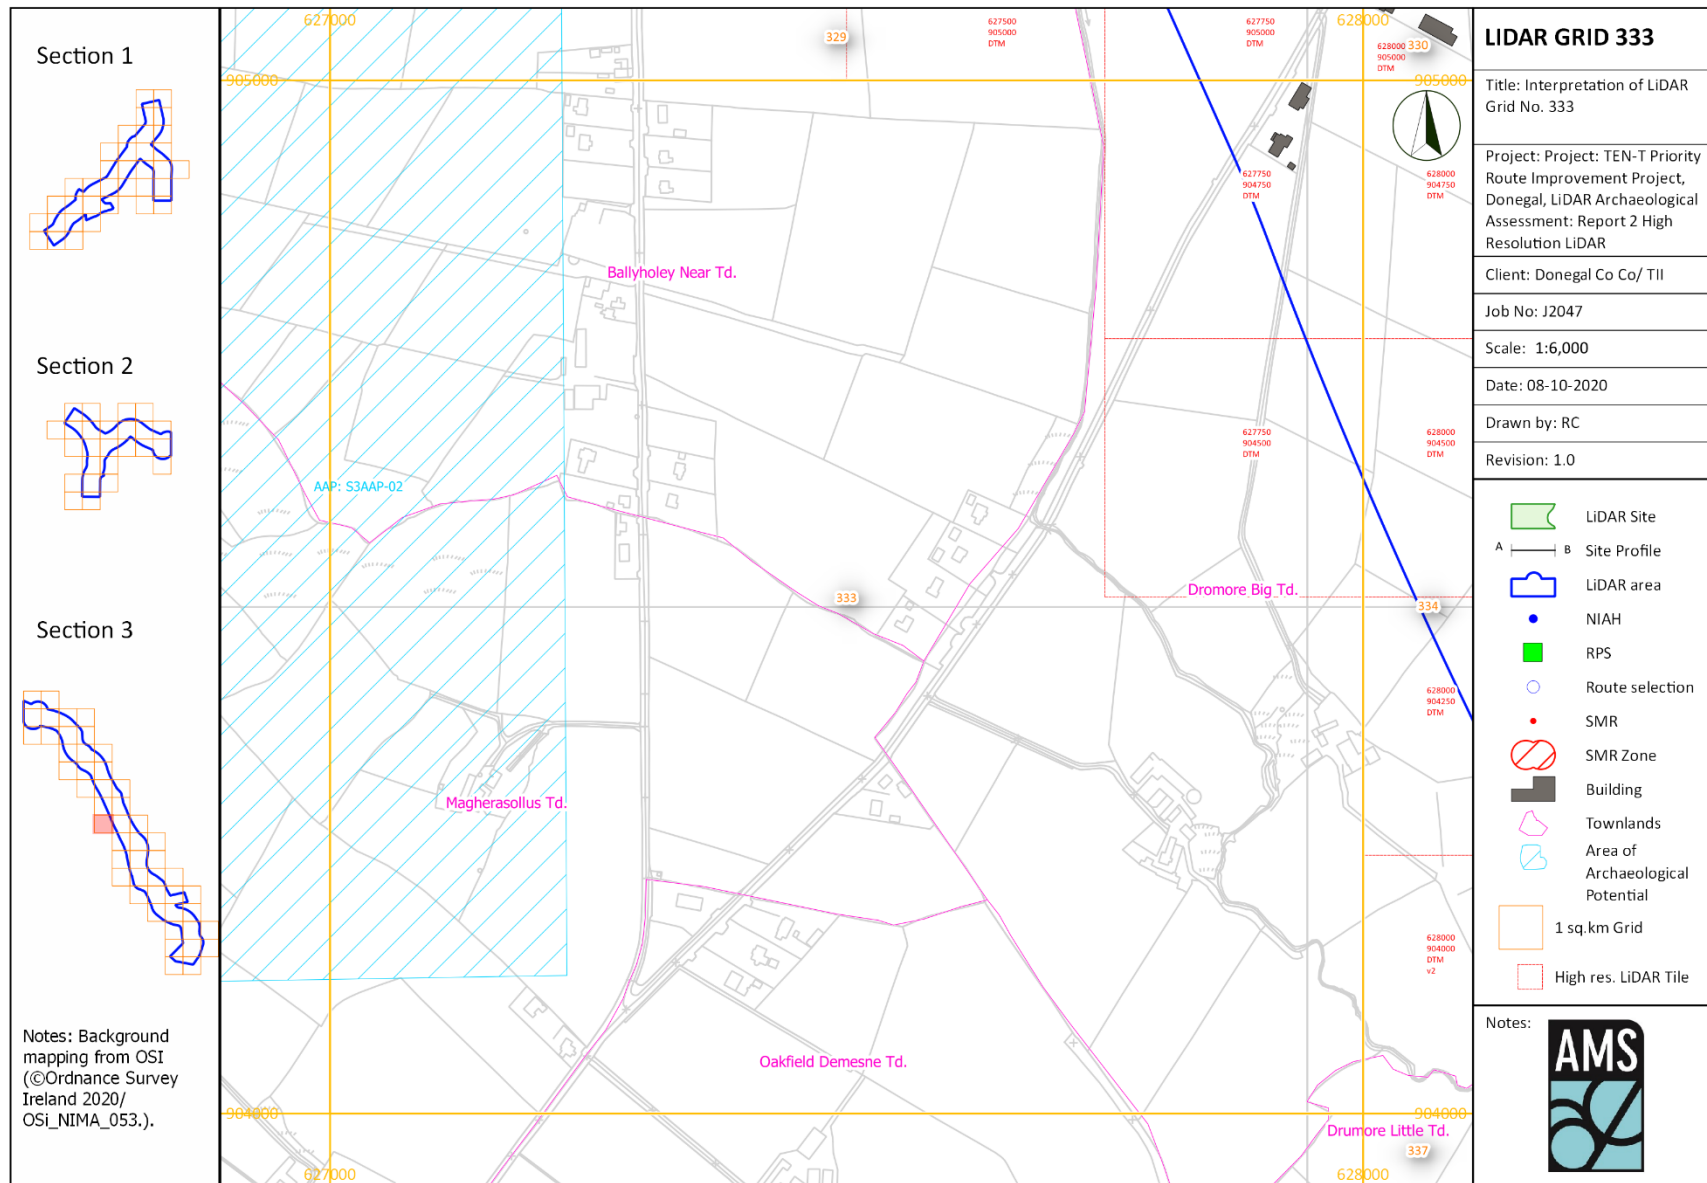 Section 1
Section 2
Section 3
Notes: Background
mapping from OSI
(©Ordnance Survey
Ireland 2020/
OSi_NIMA_053.).
627000
628000
329
627500
905000
DTM
627750
905000
DTM
628000
905000
DTM
330
905000
905000
627750
904750
DTM
628000
904750
DTM
Ballyholey Near Td.
627750
904500
DTM
628000
904500
DTM
AAP: S3AAP-02
333
Dromore Big Td.
334
628000
904250
DTM
Magherasollus Td.
628000
904000
DTM
v2
Oakfield Demesne Td.
904000
904000
Drumore Little Td.
337
627000
628000
LIDAR GRID 333
Title: Interpretation of LiDAR
Grid No. 333
Project: Project: TEN-T Priority
Route Improvement Project,
Donegal, LiDAR Archaeological
Assessment: Report 2 High
Resolution LiDAR
Client: Donegal Co Co/ TII
Job No: J2047
Scale: 1:6,000
Date: 08-10-2020
Drawn by: RC
Revision: 1.0
LiDAR Site
A B Site Profile
LiDAR area
NIAH
RPS
Route selection
SMR
SMR Zone
Building
Townlands
Area of
Archaeological
Potential
1 sq.km Grid
High res. LiDAR Tile
Notes:
AMS